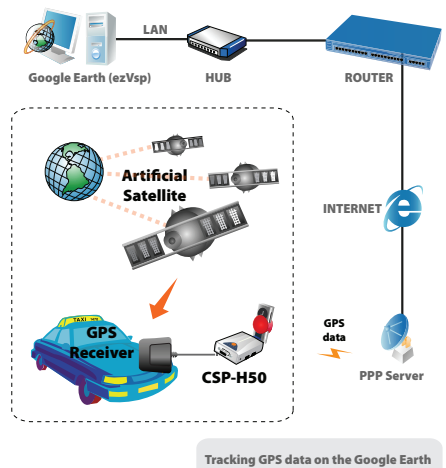 LAN
Google Earth (ezVsp)
HUB
ROUTER
Artificial
Satellite
INTERNET
TAXI
GPS
Receiver
CSP-H50
GPS
data
PPP Server
Tracking GPS data on the Google Earth